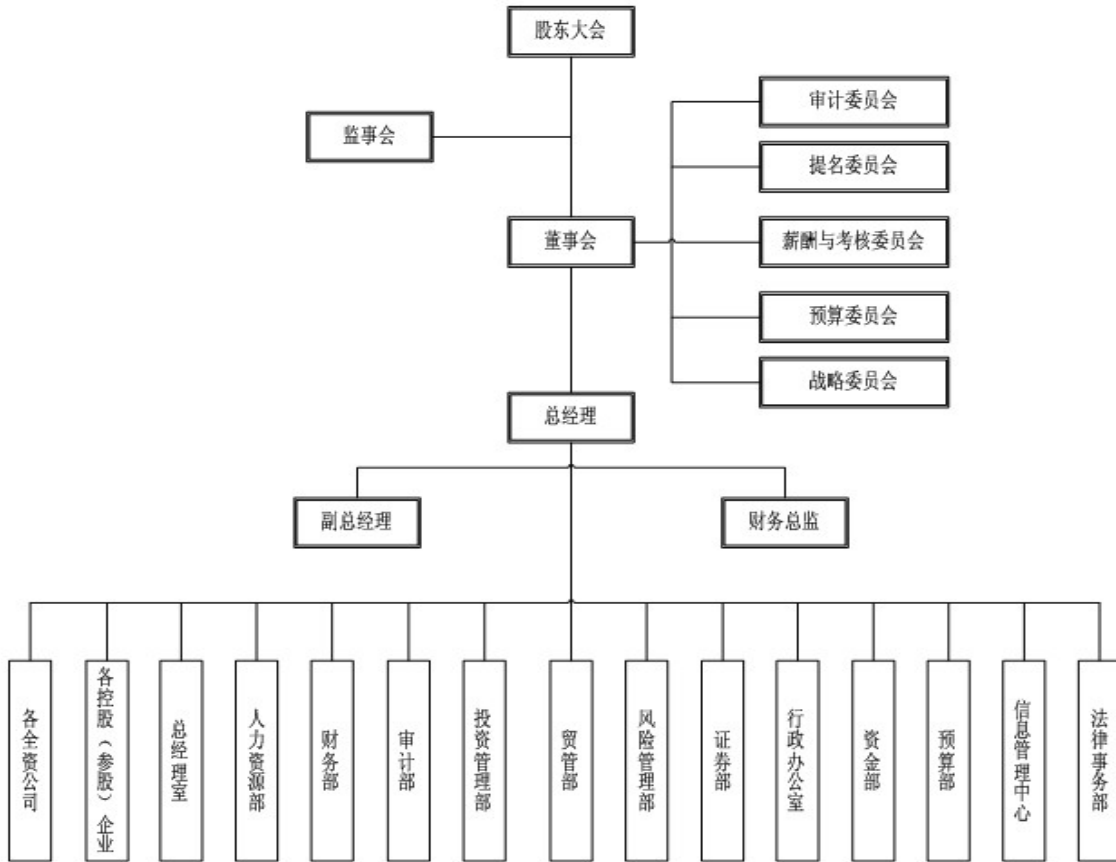 股东大会
审计委员会
监事会
提名委员会
董事会
薪酬与考核委员会
预算委员会
战略委员会
总经理
副总经理
财务总监
各全资公司
各控股（参股）企业
总经理室
人力资源部
财务部
审计部
投资管理部
贸管部
风险管理部
证券部
行政办公室
资金部
预算部
信息管理中心
法律事务部